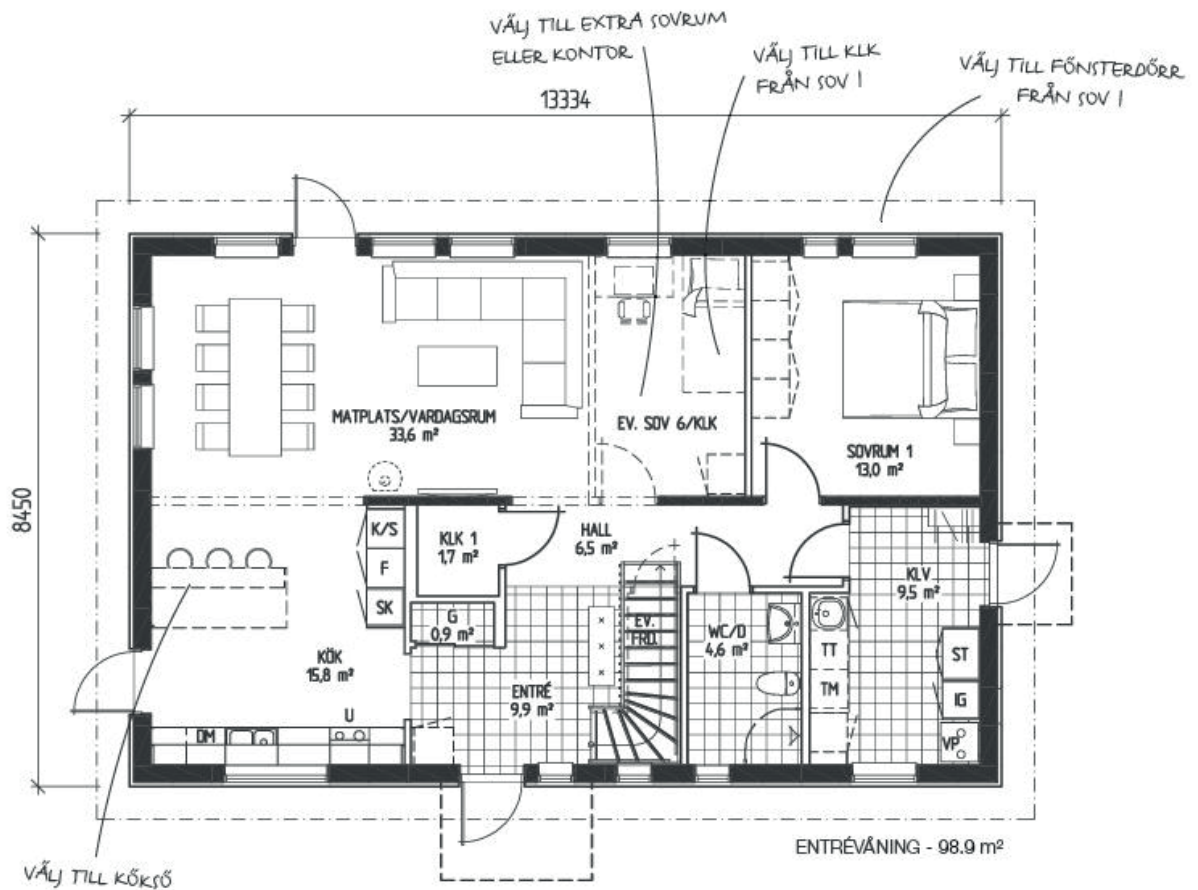 VÄLJ TILL EXTRA SOVRUM
ELLER KONTOR
VÄLJ TILL KLK
FRÅN SOV 1
VÄLJ TILL FÖNSTERDÖRR
FRÅN SOV 1
13334
8450
MATPLATS/VARDAGSRUM
33,6 m²
EV. SOV 6/KLK
SOVRUM 1
13,0 m²
K/S
F
SK
KLK 1
1,7 m²
HALL
6,5 m²
G
0,9 m²
EV.
FRD.
WC/D
4,6 m²
KLV
9,5 m²
TT
TM
ST
IG
VP
KÖK
15,8 m²
ENTRÉ
9,9 m²
U
DM
ENTRÉVÅNING - 98.9 m²
VÄLJ TILL KÖKSÖ